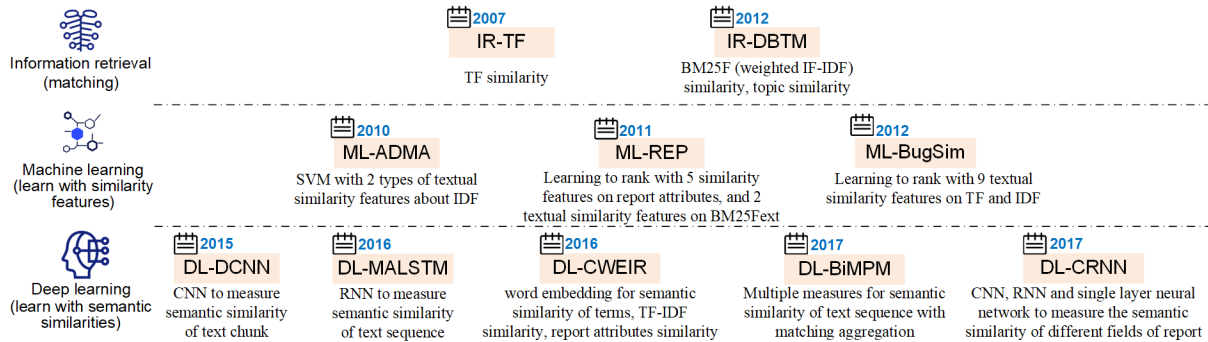 Information retrieval
(matching)
2007
IR-TF
TF similarity
2012
IR-DBTM
BM25F (weighted IF-IDF)
similarity, topic similarity
Machine learning
(learn with similarity
features)
2010
ML-ADMA
SVM with 2 types of textual
similarity features about IDF
2011
ML-REP
Learning to rank with 5 similarity
features on report attributes, and 2
textual similarity features on BM25Fext
2012
ML-BugSim
Learning to rank with 9 textual
similarity features on TF and IDF
Deep learning
(learn with semantic
similarities)
2015
DL-DCNN
CNN to measure
semantic similarity
of text chunk
2016
DL-MALSTM
RNN to measure
semantic similarity
of text sequence
2016
DL-CWEIR
word embedding for semantic
similarity of terms, TF-IDF
similarity, report attributes similarity
2017
DL-BiMPM
Multiple measures for semantic
similarity of text sequence with
matching aggregation
2017
DL-CRNN
CNN, RNN and single layer neural
network to measure the semantic
similarity of different fields of report